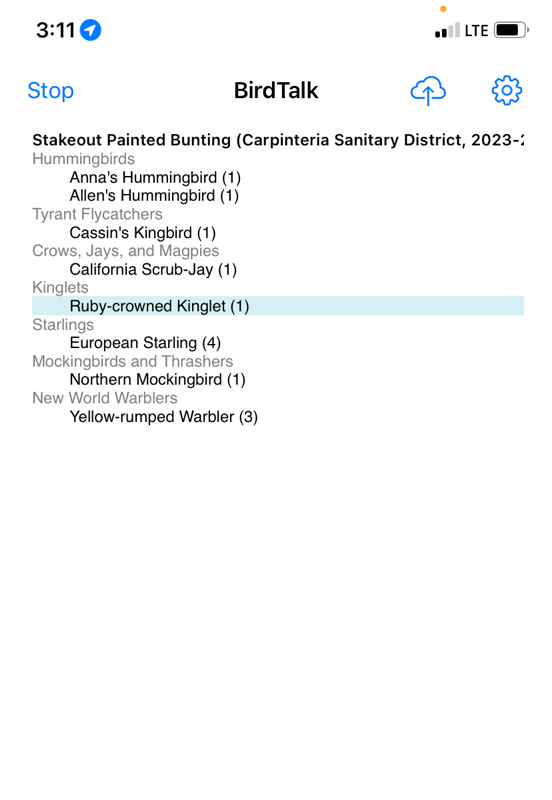 3:11
LTE
Stop
BirdTalk
Stakeout Painted Bunting (Carpinteria Sanitary District, 2023-2
Hummingbirds
Anna's Hummingbird (1)
Allen's Hummingbird (1)
Tyrant Flycatchers
Cassin's Kingbird (1)
Crows, Jays, and Magpies
California Scrub-Jay (1)
Kinglets
Ruby-crowned Kinglet (1)
Starlings
European Starling (4)
Mockingbirds and Thrashers
Northern Mockingbird (1)
New World Warblers
Yellow-rumped Warbler (3)